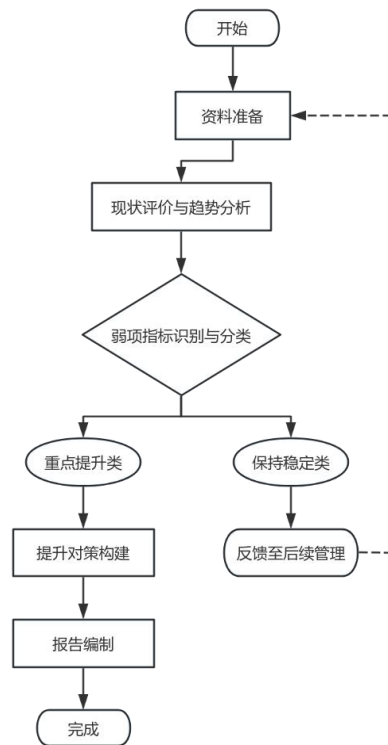 开始
资料准备
现状评价与趋势分析
弱项指标识别与分类
重点提升类
保持稳定类
提升对策构建
反馈至后续管理
报告编制
完成